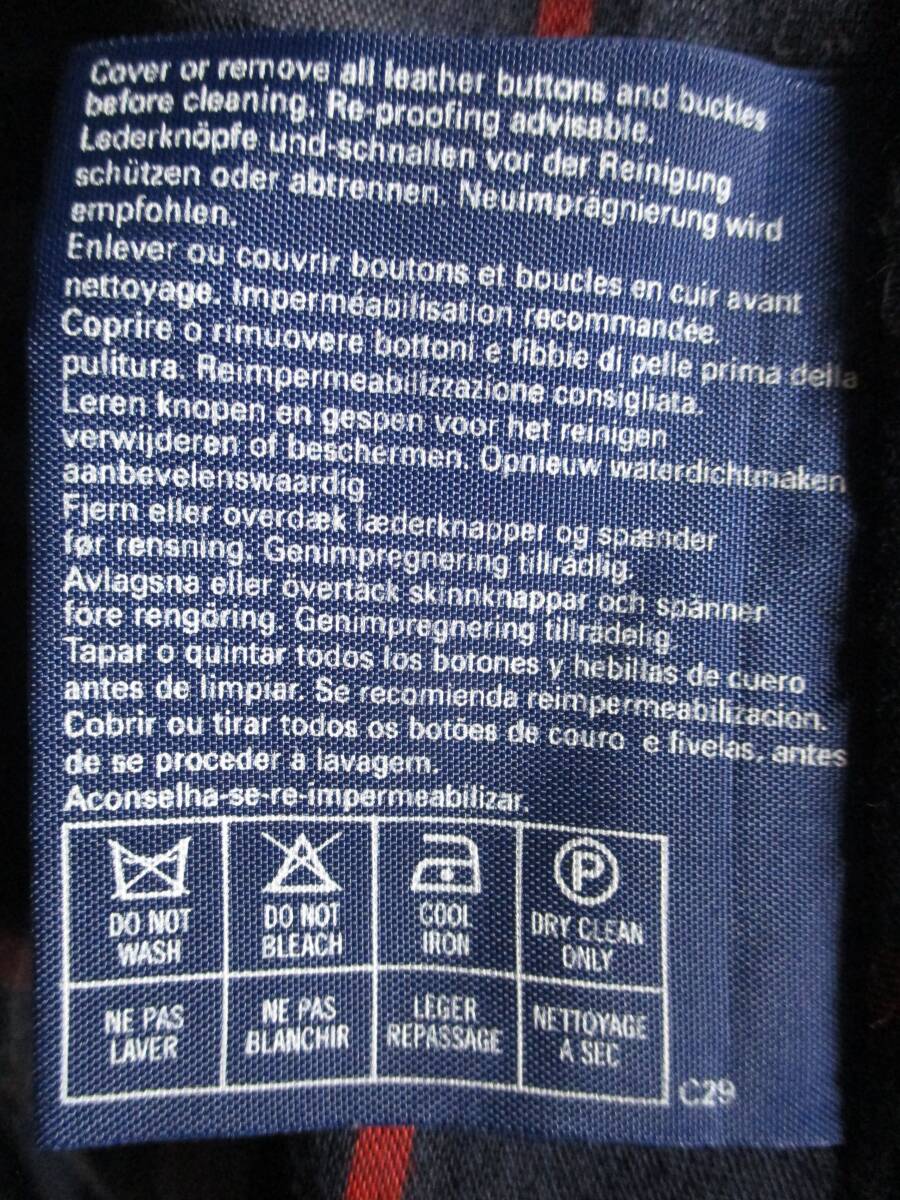 Cover or remove all leather buttons and buckles
before cleaning. Re-proofing advisable.
Lederknöpfe und-schnallen vor der Reinigung
schützen oder abtrennen. Neuimprägnierung wird
empfohlen.
Enlever ou couvrir boutons et boucles en cuir avant
nettoyage. Imperméabilisation recommandée.
Coprire o rimuovere bottoni e fibbie di pelle prima della
pulitura. Reimpermeabilizzazione consigliata.
Leren knopen en gespen voor het reinigen
verwijderen of beschermen. Opnieuw waterdichtmaken
aanbevelenswaardig
Fjern eller overdæk læderknapper og spænder
før rensning. Genimpregnering tillrådlig.
Avlagsna eller övertäck skinnknappar och spännen
före rengöring. Genimpregnering tillrådelig.
Tapar o quintar todos los botones y hebillas de cuero
antes de limpiar. Se recomienda reimpermeabilizacion.
Cobrir ou tirar todos os botões de couro e fivelas, antes
de se proceder a lavagem.
Aconselha-se-re-impermeabilizar.
DO NOT WASH
DO NOT BLEACH
COOL IRON
P
DRY CLEAN ONLY
NE PAS LAVER
NE PAS BLANCHIR
LEGER REPASSAGE
NETTOYAGE A SEC
C29